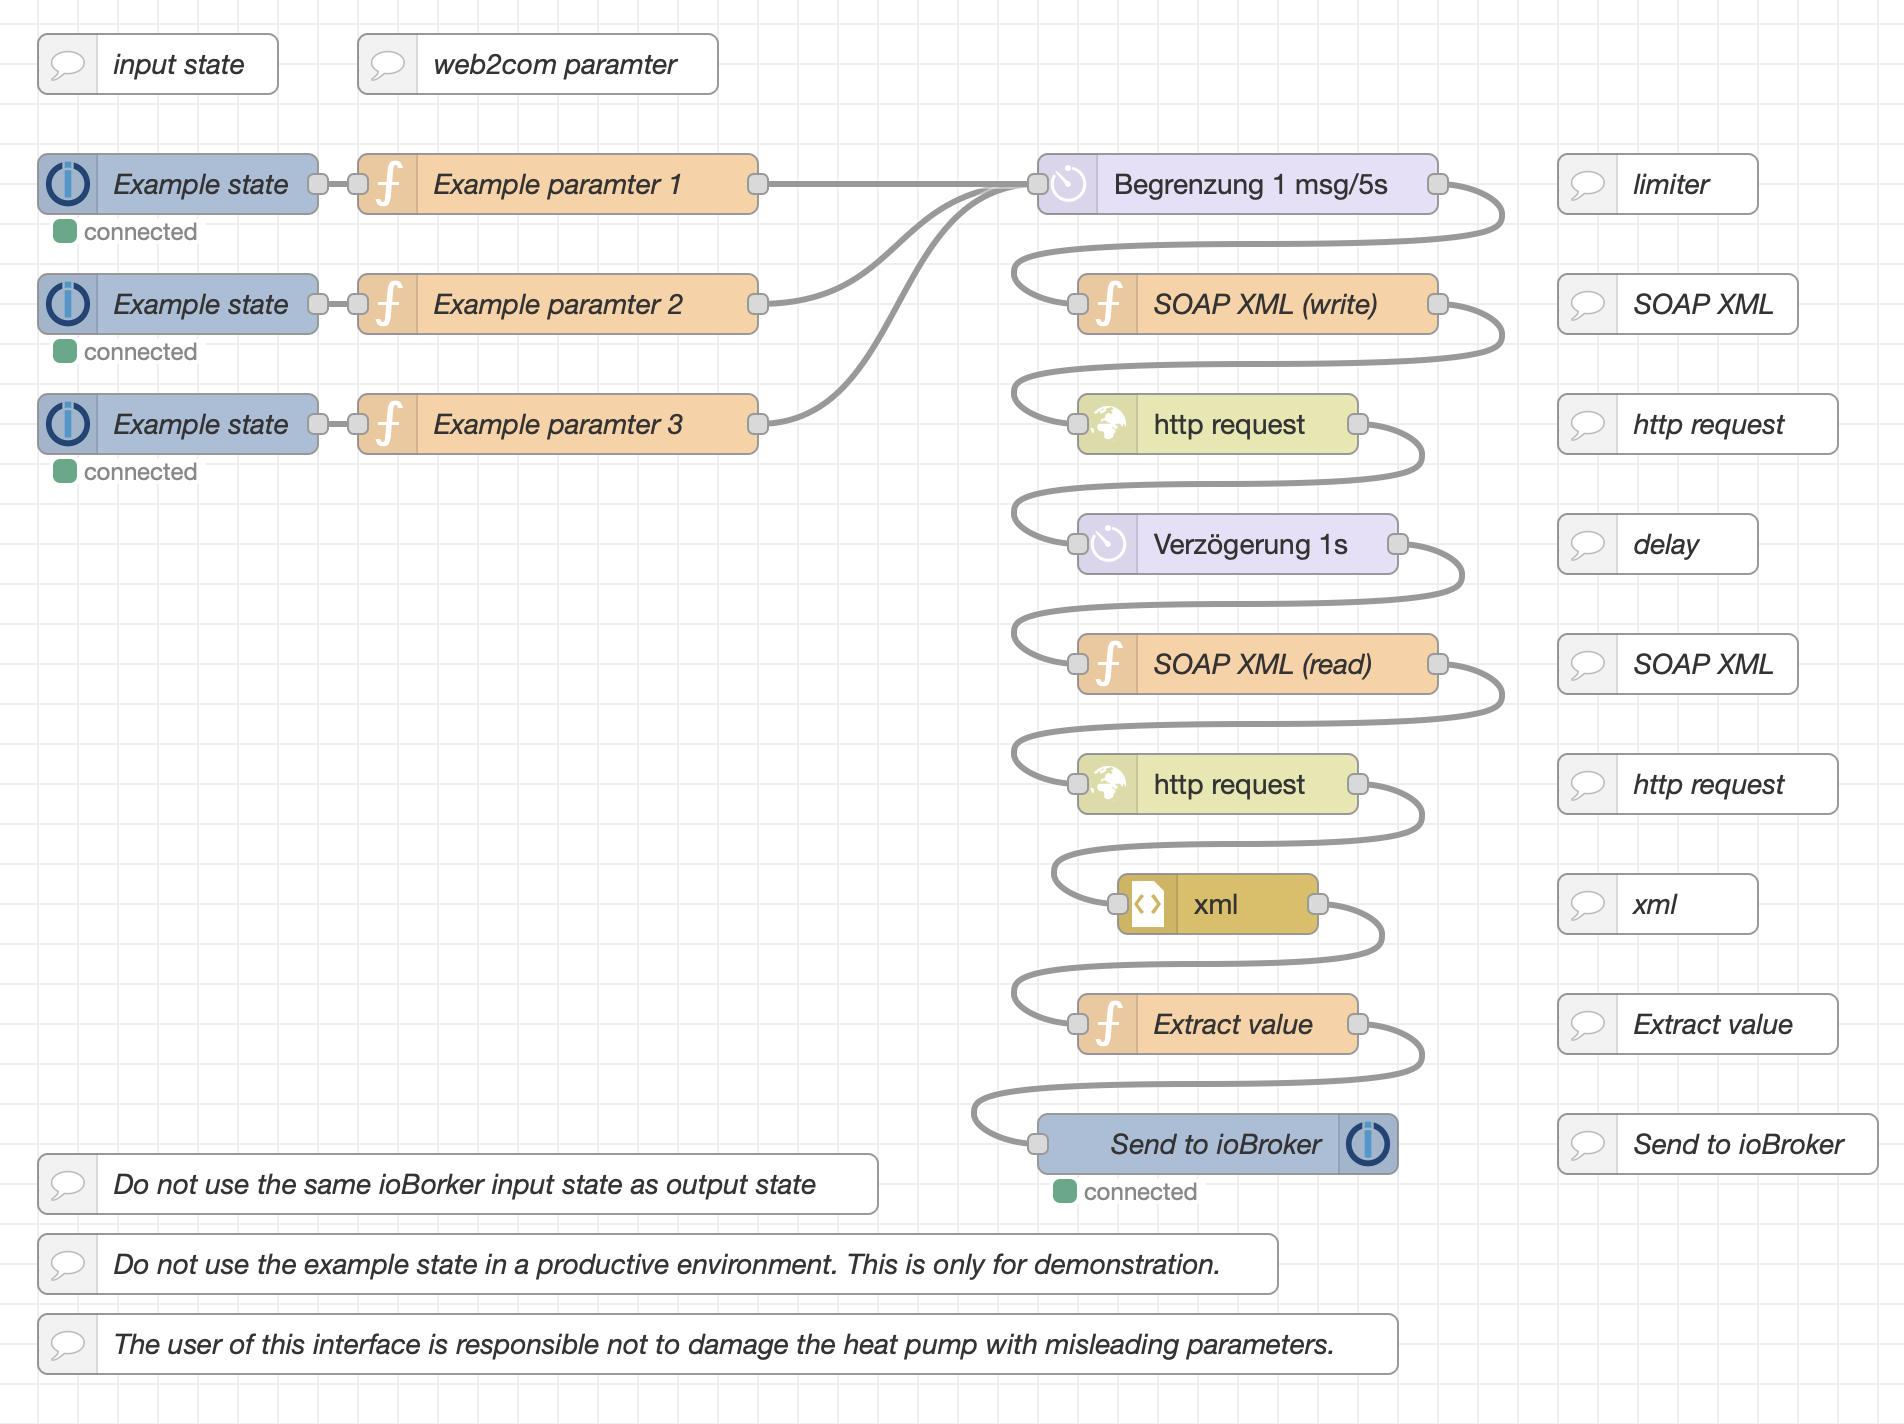 input state
web2com paramter
Example state
Example paramter 1
Begrenzung 1 msg/5s
limiter
connected
Example state
Example paramter 2
SOAP XML (write)
SOAP XML
connected
Example state
Example paramter 3
http request
http request
connected
Verzögerung 1s
delay
SOAP XML (read)
SOAP XML
http request
http request
xml
xml
Extract value
Extract value
Send to ioBroker
Send to ioBroker
connected
Do not use the same ioBorker input state as output state
Do not use the example state in a productive environment. This is only for demonstration.
The user of this interface is responsible not to damage the heat pump with misleading parameters.